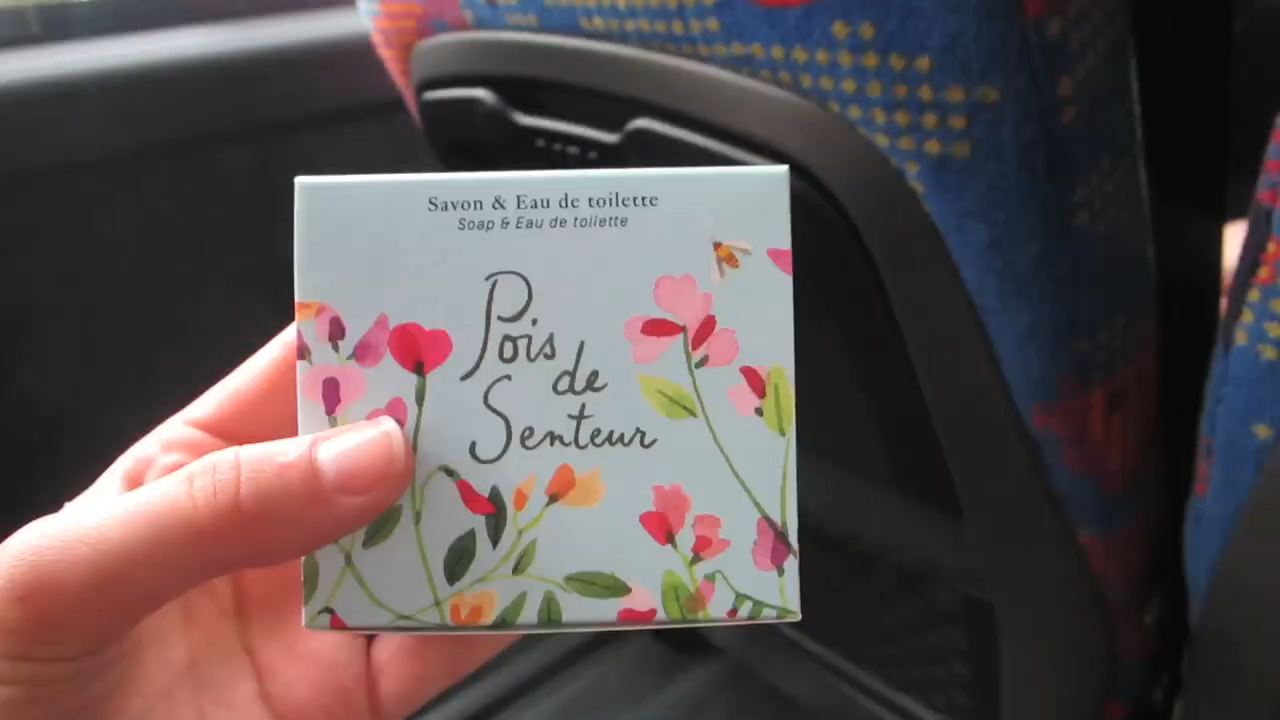 Savon & Eau de toilette
Soap & Eau de toilette
Pois
de
Senteur